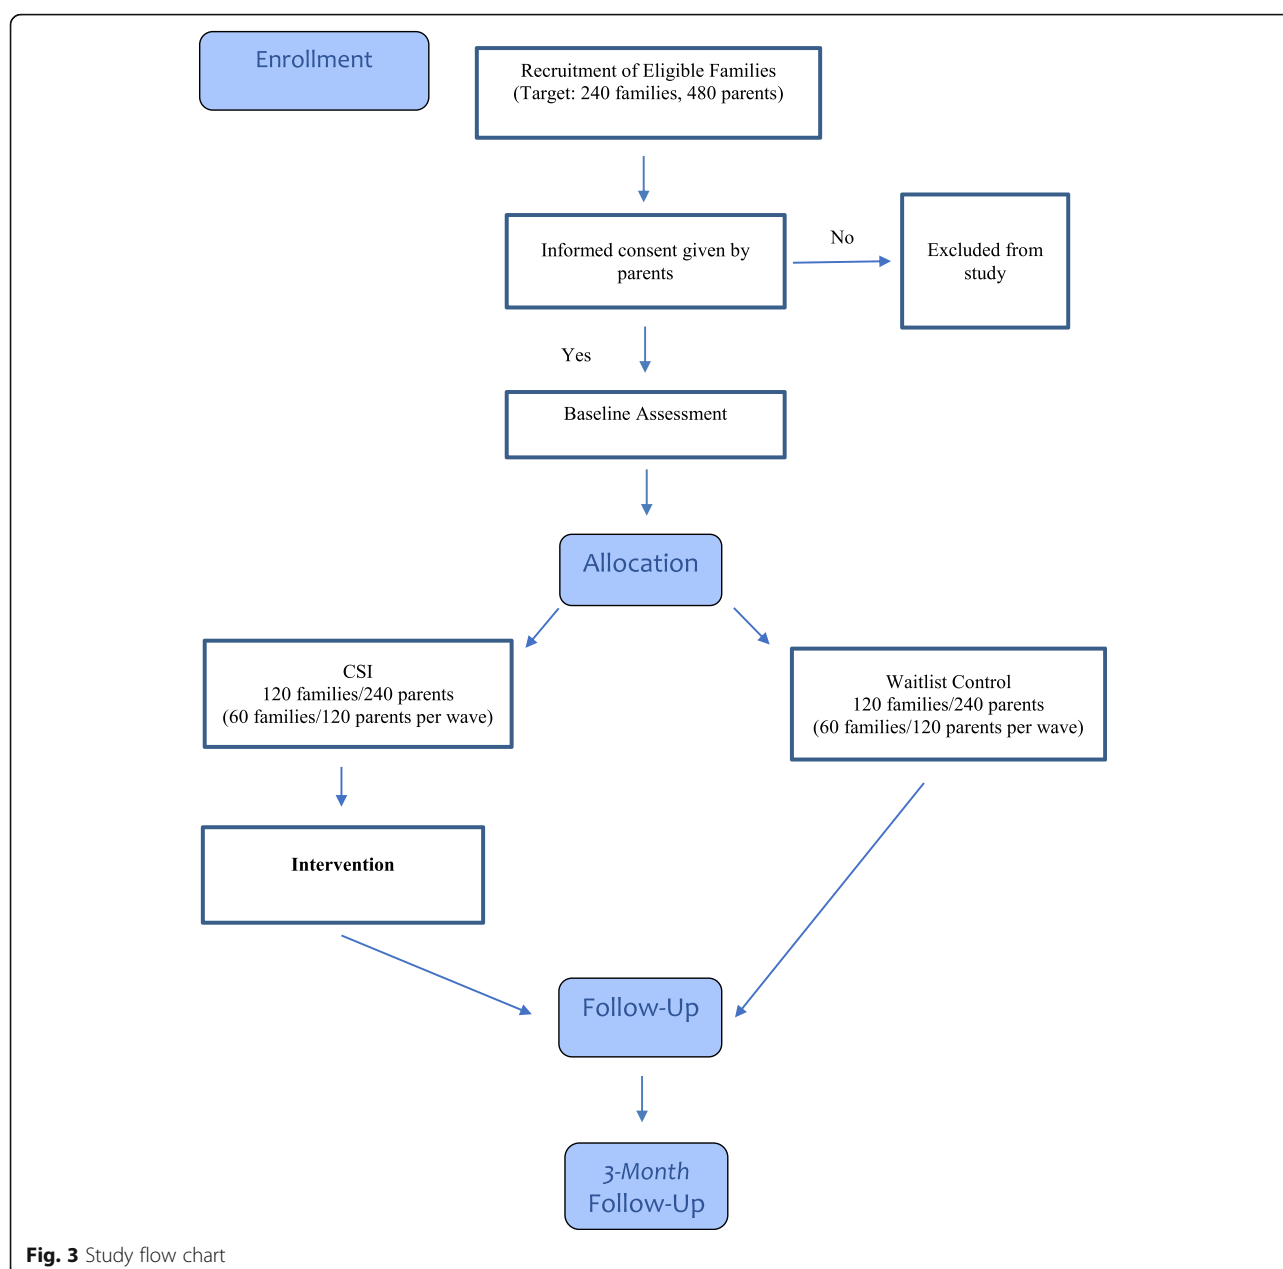 Enrollment
Recruitment of Eligible Families
(Target: 240 families, 480 parents)
Informed consent given by
parents
No
Excluded from
study
Yes
Baseline Assessment
Allocation
CSI
120 families/240 parents
(60 families/120 parents per wave)
Waitlist Control
120 families/240 parents
(60 families/120 parents per wave)
Intervention
Follow-Up
3-Month
Follow-Up
Fig. 3 Study flow chart